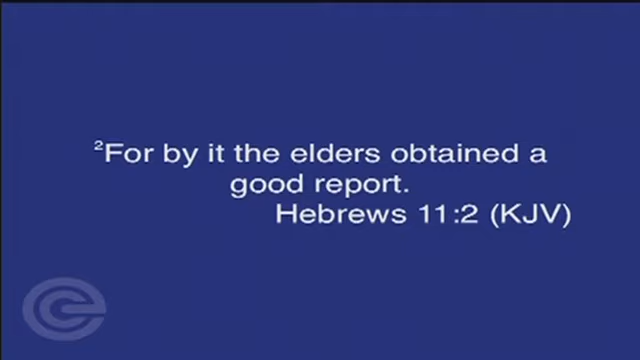 ²For by it the elders obtained a
good report.
Hebrews 11:2 (KJV)